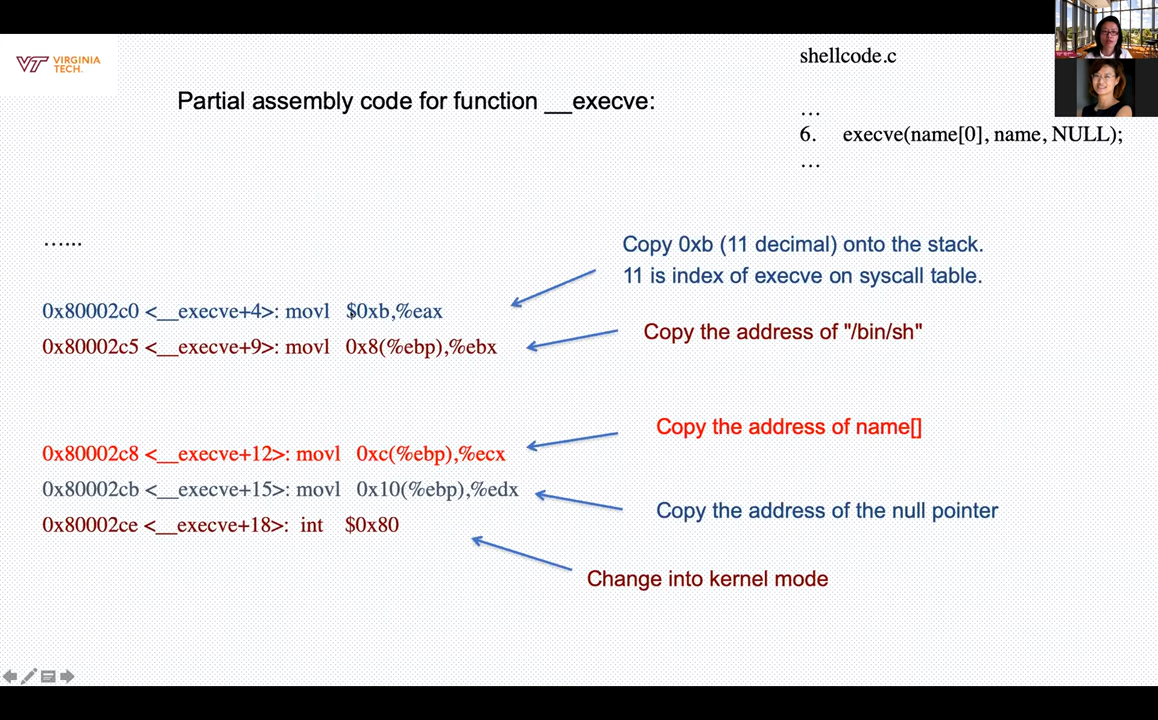 VT VIRGINIA TECH.
shellcode.c
Partial assembly code for function __execve:
...
6. execve(name[0], name, NULL);
...
…...
Copy 0xb (11 decimal) onto the stack.
11 is index of execve on syscall table.
0x80002c0 <__execve+4>: movl $0xb,%eax
Copy the address of "/bin/sh"
0x80002c5 <__execve+9>: movl 0x8(%ebp),%ebx
Copy the address of name[]
0x80002c8 <__execve+12>: movl 0xc(%ebp),%ecx
0x80002cb <__execve+15>: movl 0x10(%ebp),%edx
Copy the address of the null pointer
0x80002ce <__execve+18>: int $0x80
Change into kernel mode